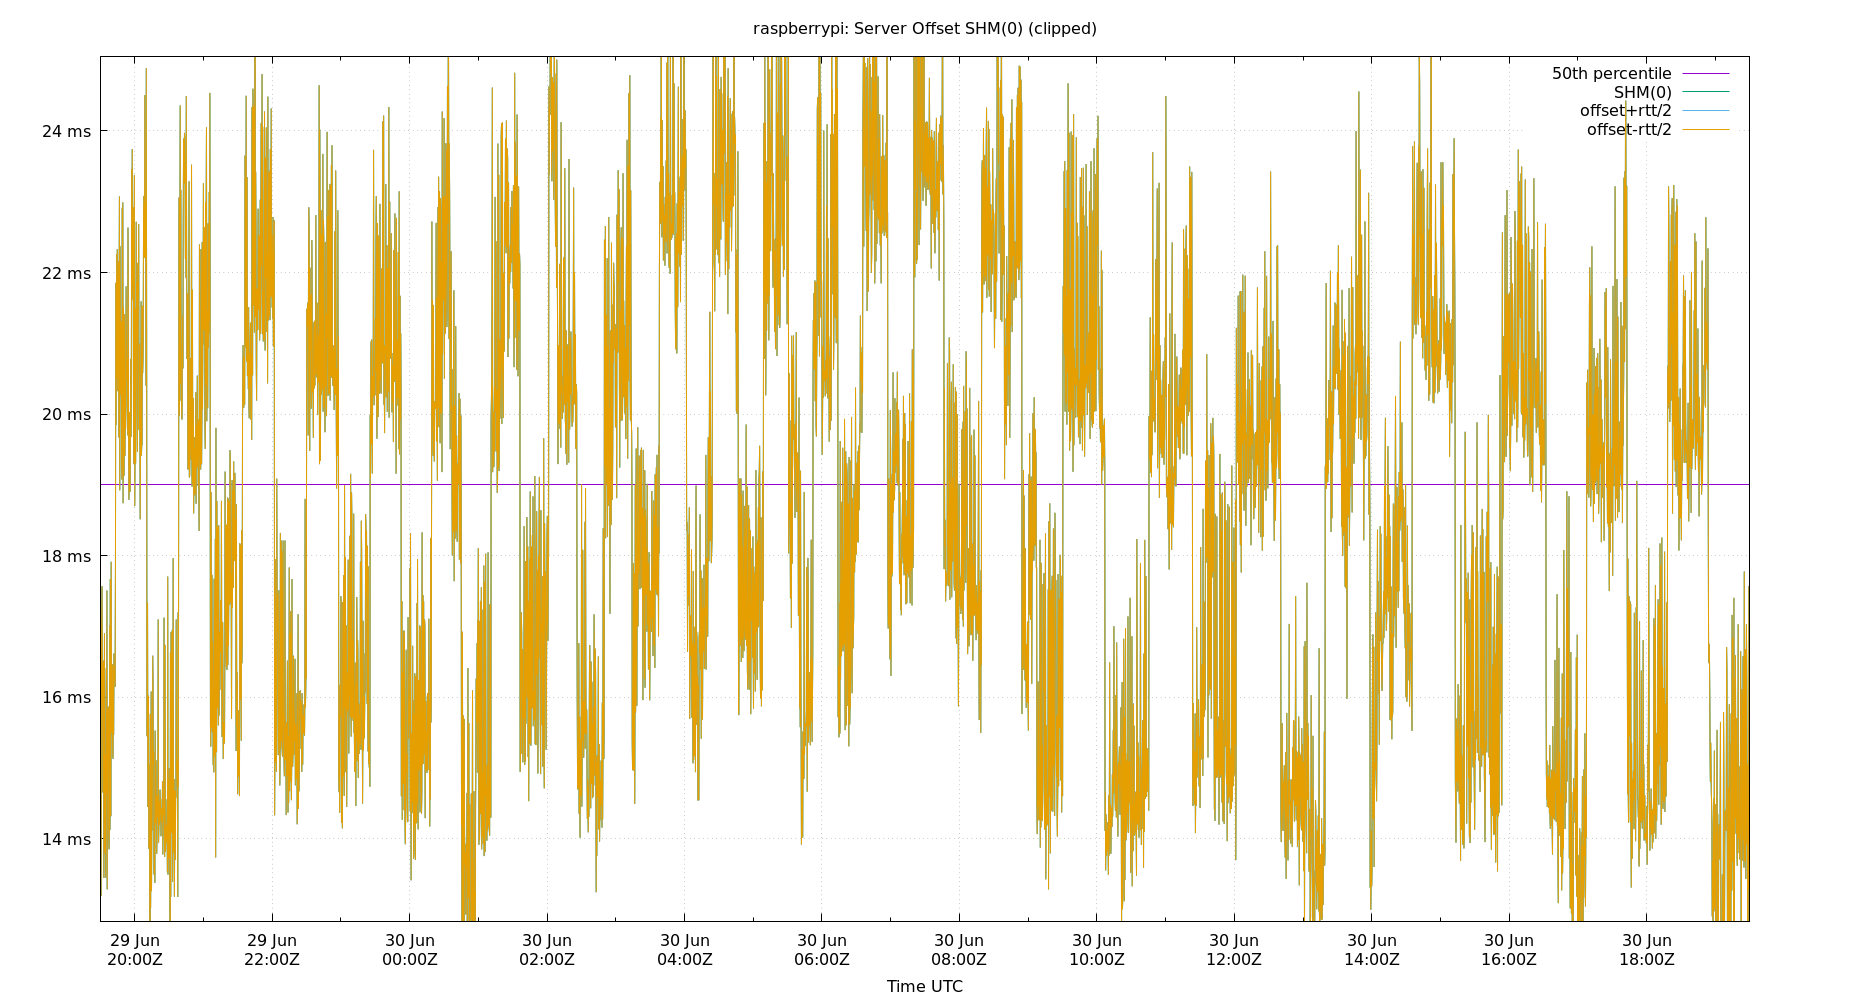 raspberrypi: Server Offset SHM(0) (clipped)
50th percentile
SHM(0)
offset+rtt/2
offset-rtt/2
24 ms
22 ms
20 ms
18 ms
16 ms
14 ms
29 Jun 29 Jun 30 Jun 30 Jun 30 Jun 30 Jun 30 Jun 30 Jun 30 Jun 30 Jun 30 Jun 30 Jun
20:00Z 22:00Z 00:00Z 02:00Z 04:00Z 06:00Z 08:00Z 10:00Z 12:00Z 14:00Z 16:00Z 18:00Z
Time UTC